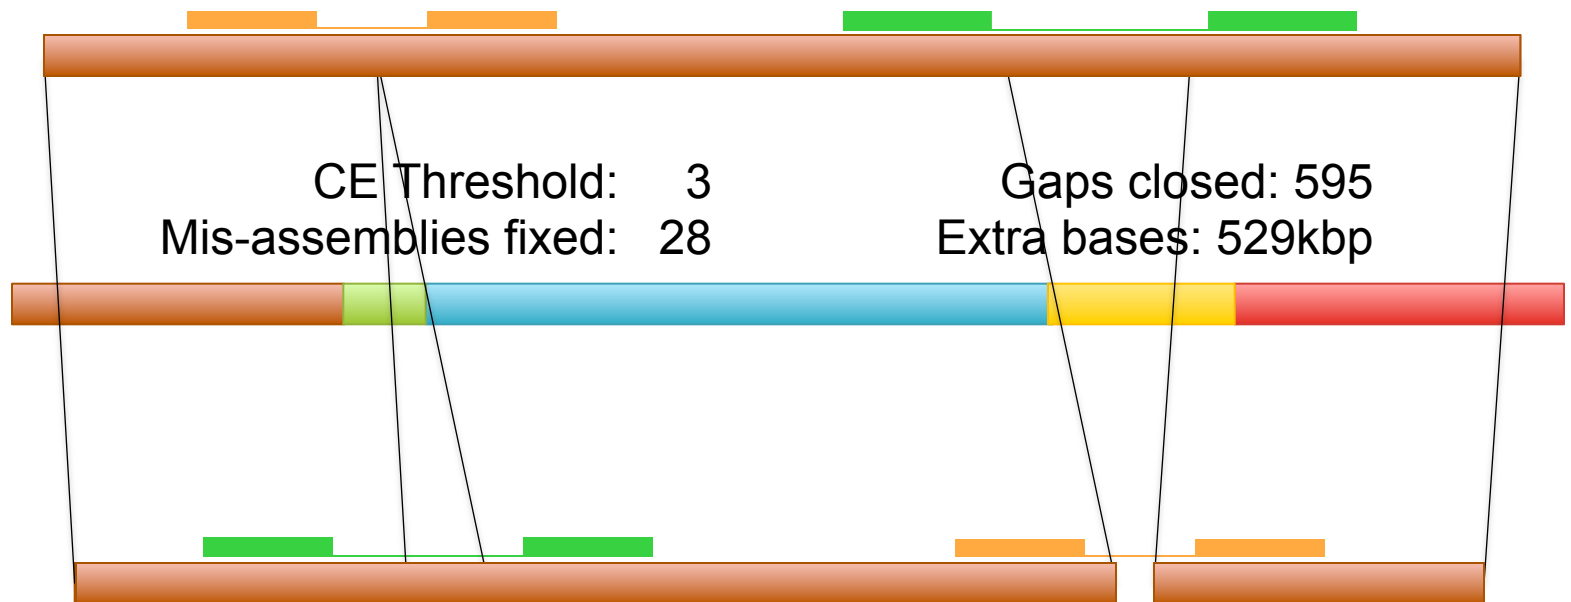 CE Threshold: 3
Mis-assemblies fixed: 28
Gaps closed: 595
Extra bases: 529kbp